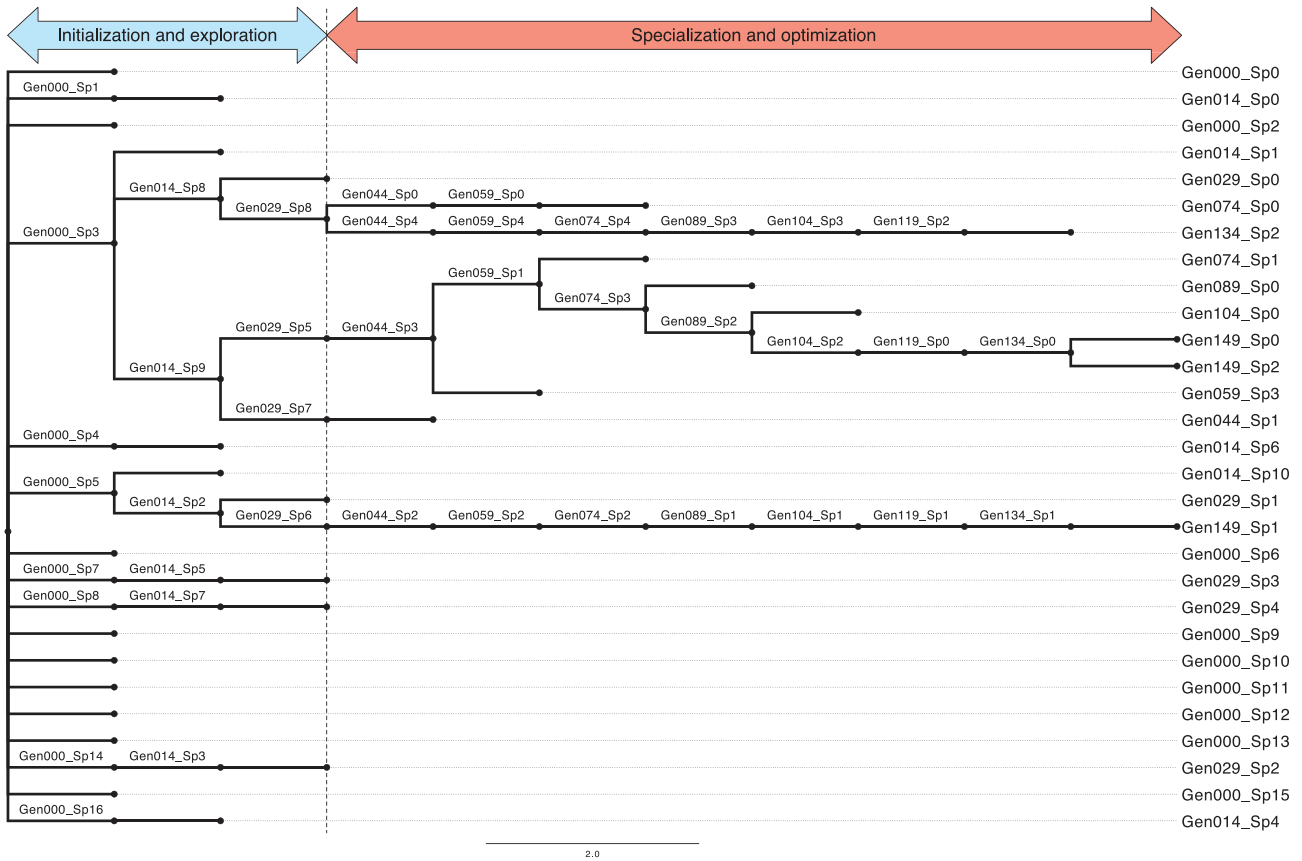 Initialization and exploration
Specialization and optimization
Gen000_Sp0
Gen000_Sp1
Gen014_Sp0
Gen000_Sp2
Gen014_Sp1
Gen014_Sp8
Gen029_Sp0
Gen029_Sp8
Gen044_Sp0
Gen059_Sp0
Gen074_Sp0
Gen044_Sp4
Gen059_Sp4
Gen074_Sp4
Gen089_Sp3
Gen104_Sp3
Gen119_Sp2
Gen134_Sp2
Gen000_Sp3
Gen059_Sp1
Gen074_Sp1
Gen074_Sp3
Gen089_Sp0
Gen089_Sp2
Gen104_Sp0
Gen029_Sp5
Gen044_Sp3
Gen104_Sp2
Gen119_Sp0
Gen134_Sp0
Gen149_Sp0
Gen014_Sp9
Gen149_Sp2
Gen059_Sp3
Gen029_Sp7
Gen044_Sp1
Gen000_Sp4
Gen014_Sp6
Gen000_Sp5
Gen014_Sp10
Gen014_Sp2
Gen029_Sp1
Gen029_Sp6
Gen044_Sp2
Gen059_Sp2
Gen074_Sp2
Gen089_Sp1
Gen104_Sp1
Gen119_Sp1
Gen134_Sp1
Gen149_Sp1
Gen000_Sp6
Gen000_Sp7
Gen014_Sp5
Gen029_Sp3
Gen000_Sp8
Gen014_Sp7
Gen029_Sp4
Gen000_Sp9
Gen000_Sp10
Gen000_Sp11
Gen000_Sp12
Gen000_Sp13
Gen000_Sp14
Gen014_Sp3
Gen029_Sp2
Gen000_Sp15
Gen000_Sp16
Gen014_Sp4
2.0